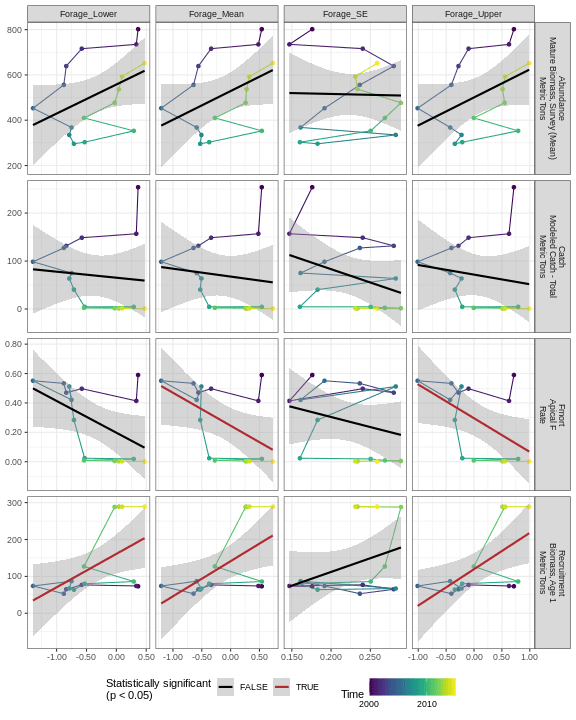 Forage_Lower Forage_Mean Forage_SE Forage_Upper
800
600
400
200
Abundance
Mature Biomass, Survey (Mean)
Metric Tons
200
100
0
Catch
Modelled Catch - Total
Metric Tons
0.80
0.60
0.40
0.20
0.00
Fmort
Apical F
Rate
300
200
100
0
Recruitment
Biomass, Age 1
Metric Tons
-1.00 -0.50 0.00 0.50 -1.00 -0.50 0.00 0.50 0.150 0.200 0.250 -1.00 -0.50 0.00 0.50 1.00
Statistically significant
(p < 0.05)
FALSE TRUE
Time
2000 2010